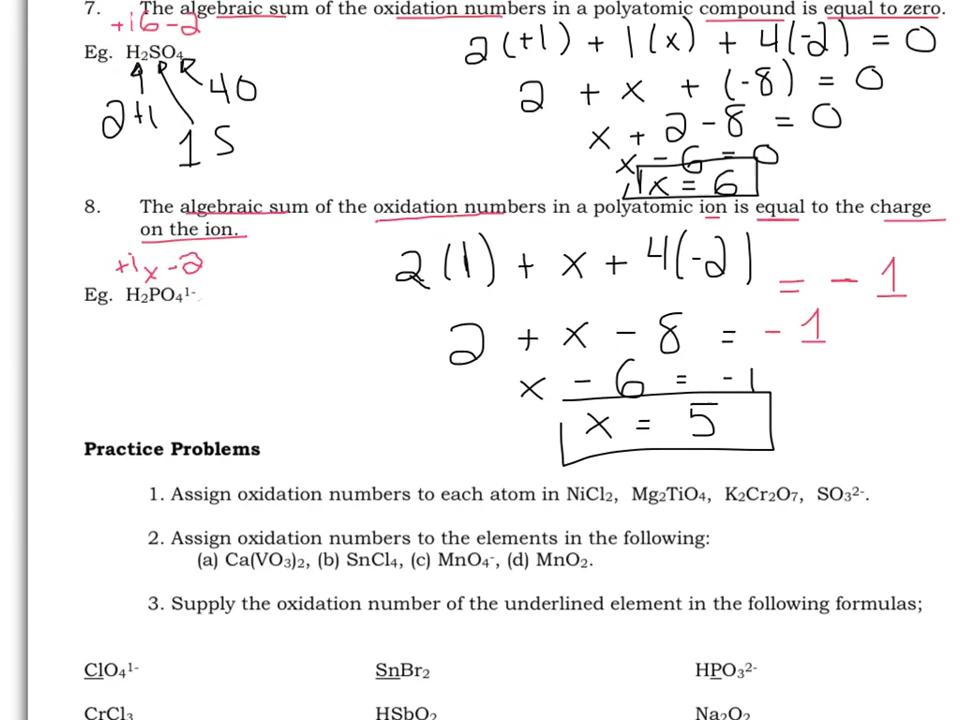 7. The algebraic sum of the oxidation numbers in a polyatomic compound is equal to zero.
+1 6 -2
Eg. H₂SO₄
2+1
1 S
4O
2(+1) + 1(x) + 4(-2) = 0
2 + x + (-8) = 0
x + 2 - 8 = 0
x - 6 = 0
x = 6
8. The algebraic sum of the oxidation numbers in a polyatomic ion is equal to the charge
on the ion.
+1 x -2
Eg. H₂PO₄¹⁻
2(1) + x + 4(-2) = -1
2 + x - 8 = -1
x - 6 = -1
x = 5
Practice Problems
1. Assign oxidation numbers to each atom in NiCl₂, Mg₂TiO₄, K₂Cr₂O₇, SO₃²⁻.
2. Assign oxidation numbers to the elements in the following:
(a) Ca(VO₃)₂, (b) SnCl₄, (c) MnO₄⁻, (d) MnO₂.
3. Supply the oxidation number of the underlined element in the following formulas;
ClO₄¹⁻ SnBr₂ HPO₃²⁻
CrCl₃ HSbO₂ Na₂O₂